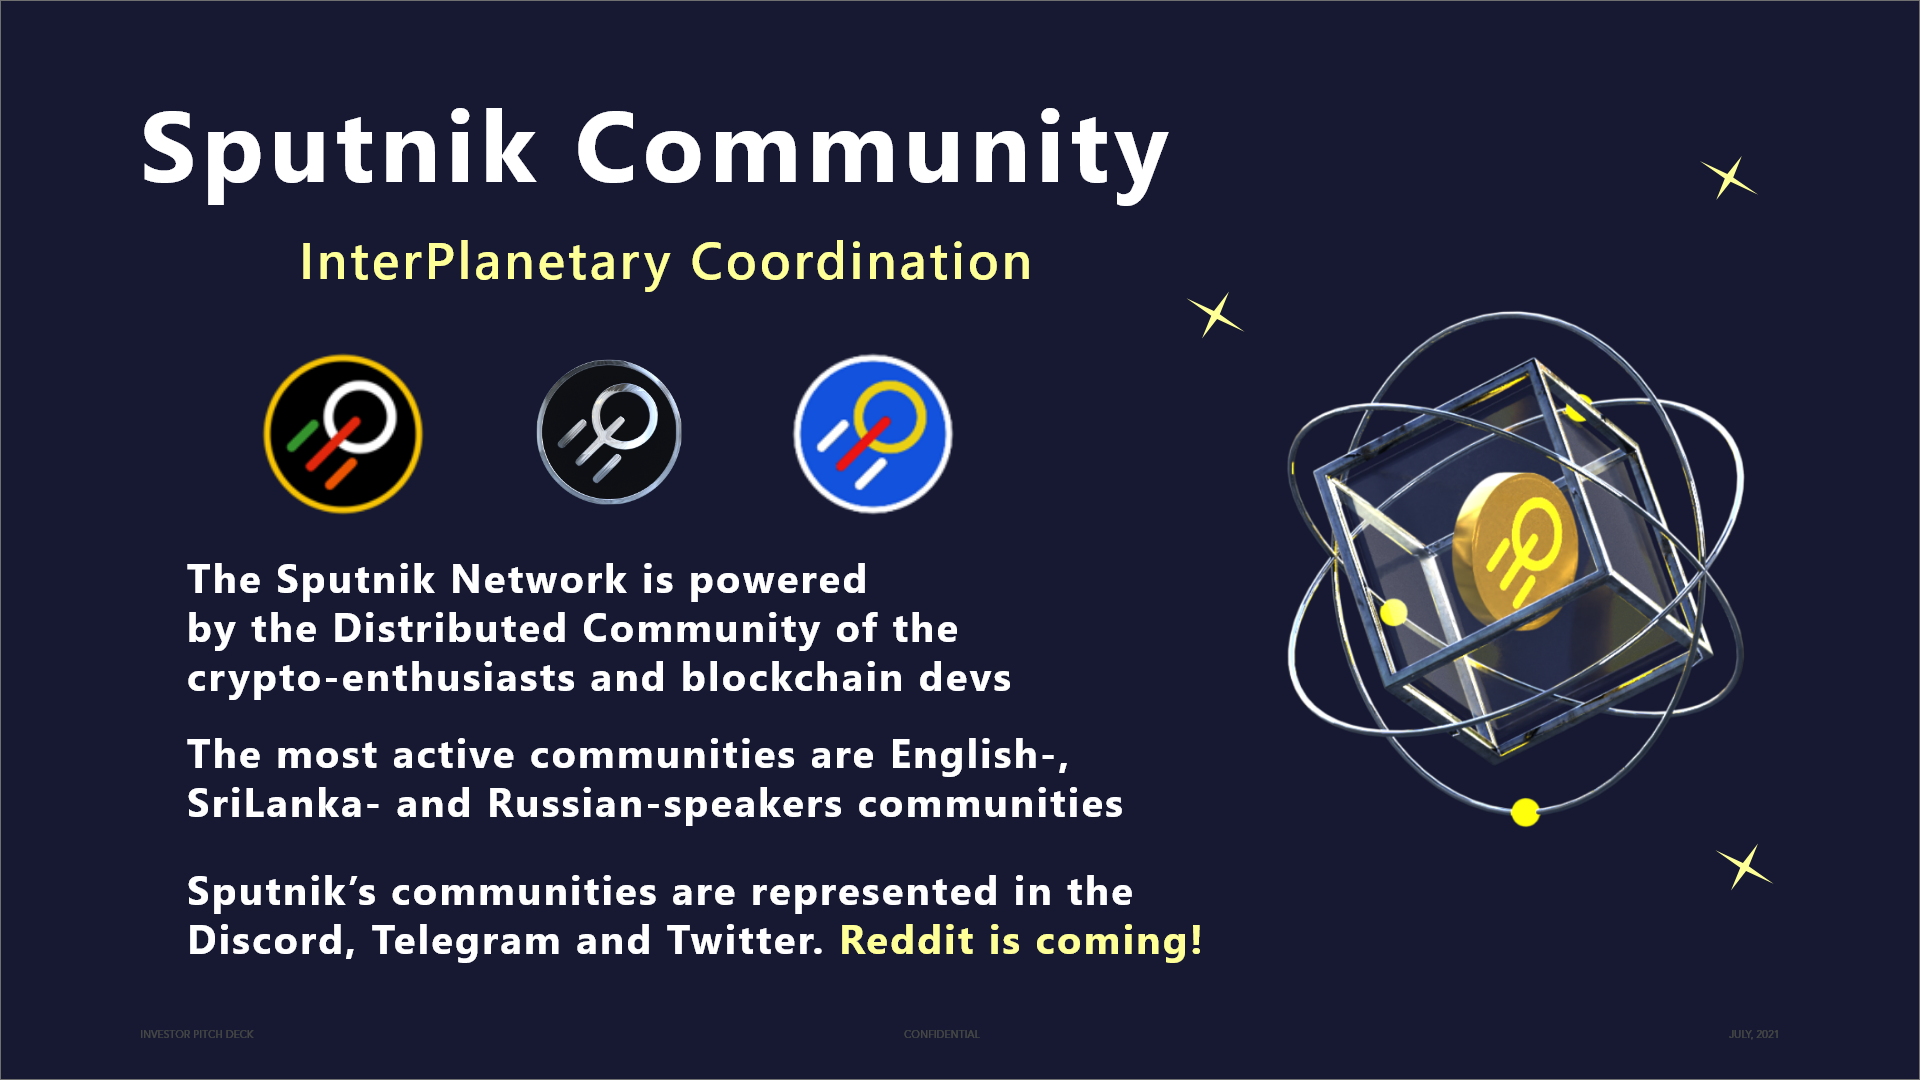 Sputnik Community
InterPlanetary Coordination
The Sputnik Network is powered
by the Distributed Community of the
crypto-enthusiasts and blockchain devs
The most active communities are English-,
SriLanka- and Russian-speakers communities
Sputnik’s communities are represented in the
Discord, Telegram and Twitter. Reddit is coming!
INVESTOR PITCH DECK
CONFIDENTIAL
JULY, 2021